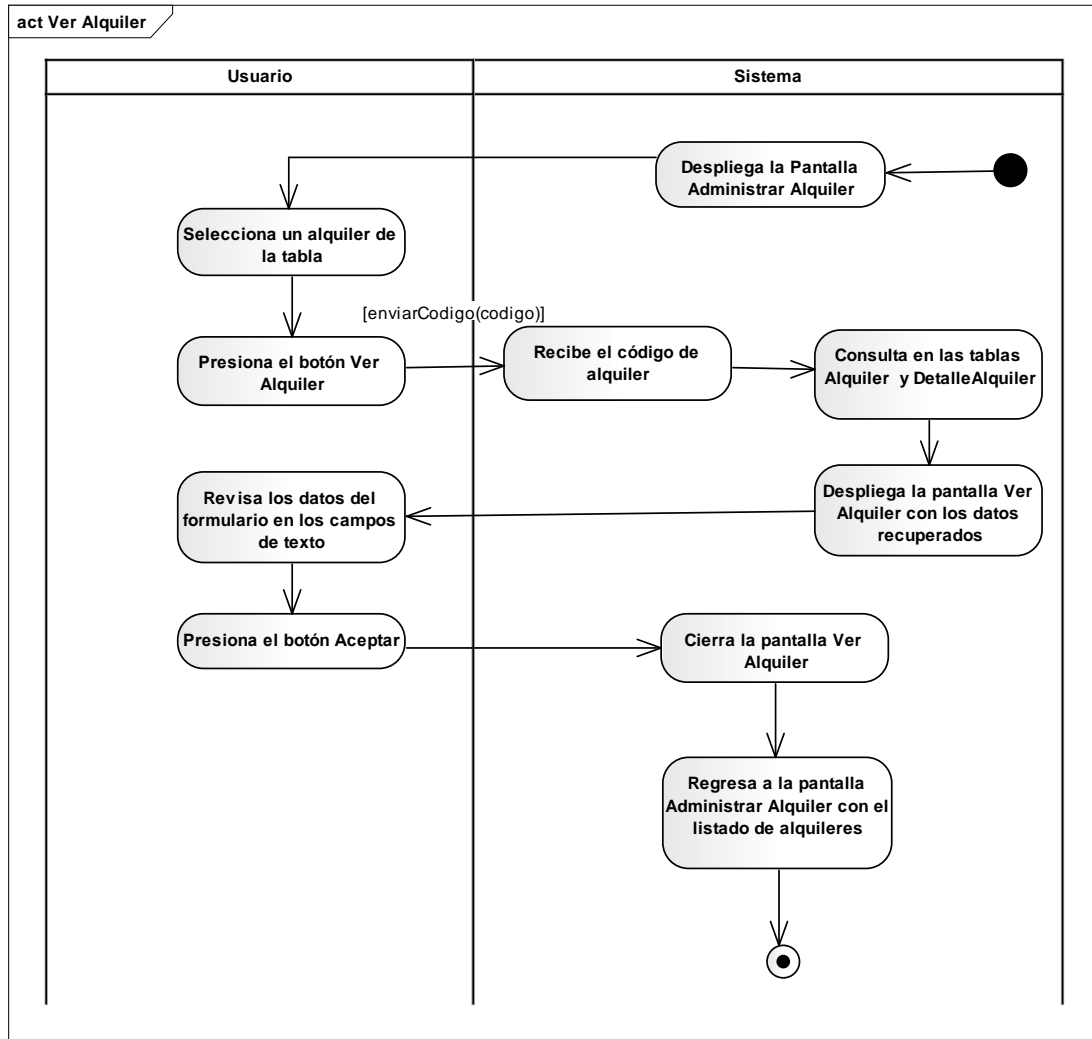 act Ver Alquiler
Usuario
Sistema
Despliega la Pantalla
Administrar Alquiler
Selecciona un alquiler de
la tabla
[enviarCodigo(codigo)]
Presiona el botón Ver
Alquiler
Recibe el código de
alquiler
Consulta en las tablas
Alquiler y DetalleAlquiler
Despliega la pantalla Ver
Alquiler con los datos
recuperados
Revisa los datos del
formulario en los campos
de texto
Presiona el botón Aceptar
Cierra la pantalla Ver
Alquiler
Regresa a la pantalla
Administrar Alquiler con el
listado de alquileres